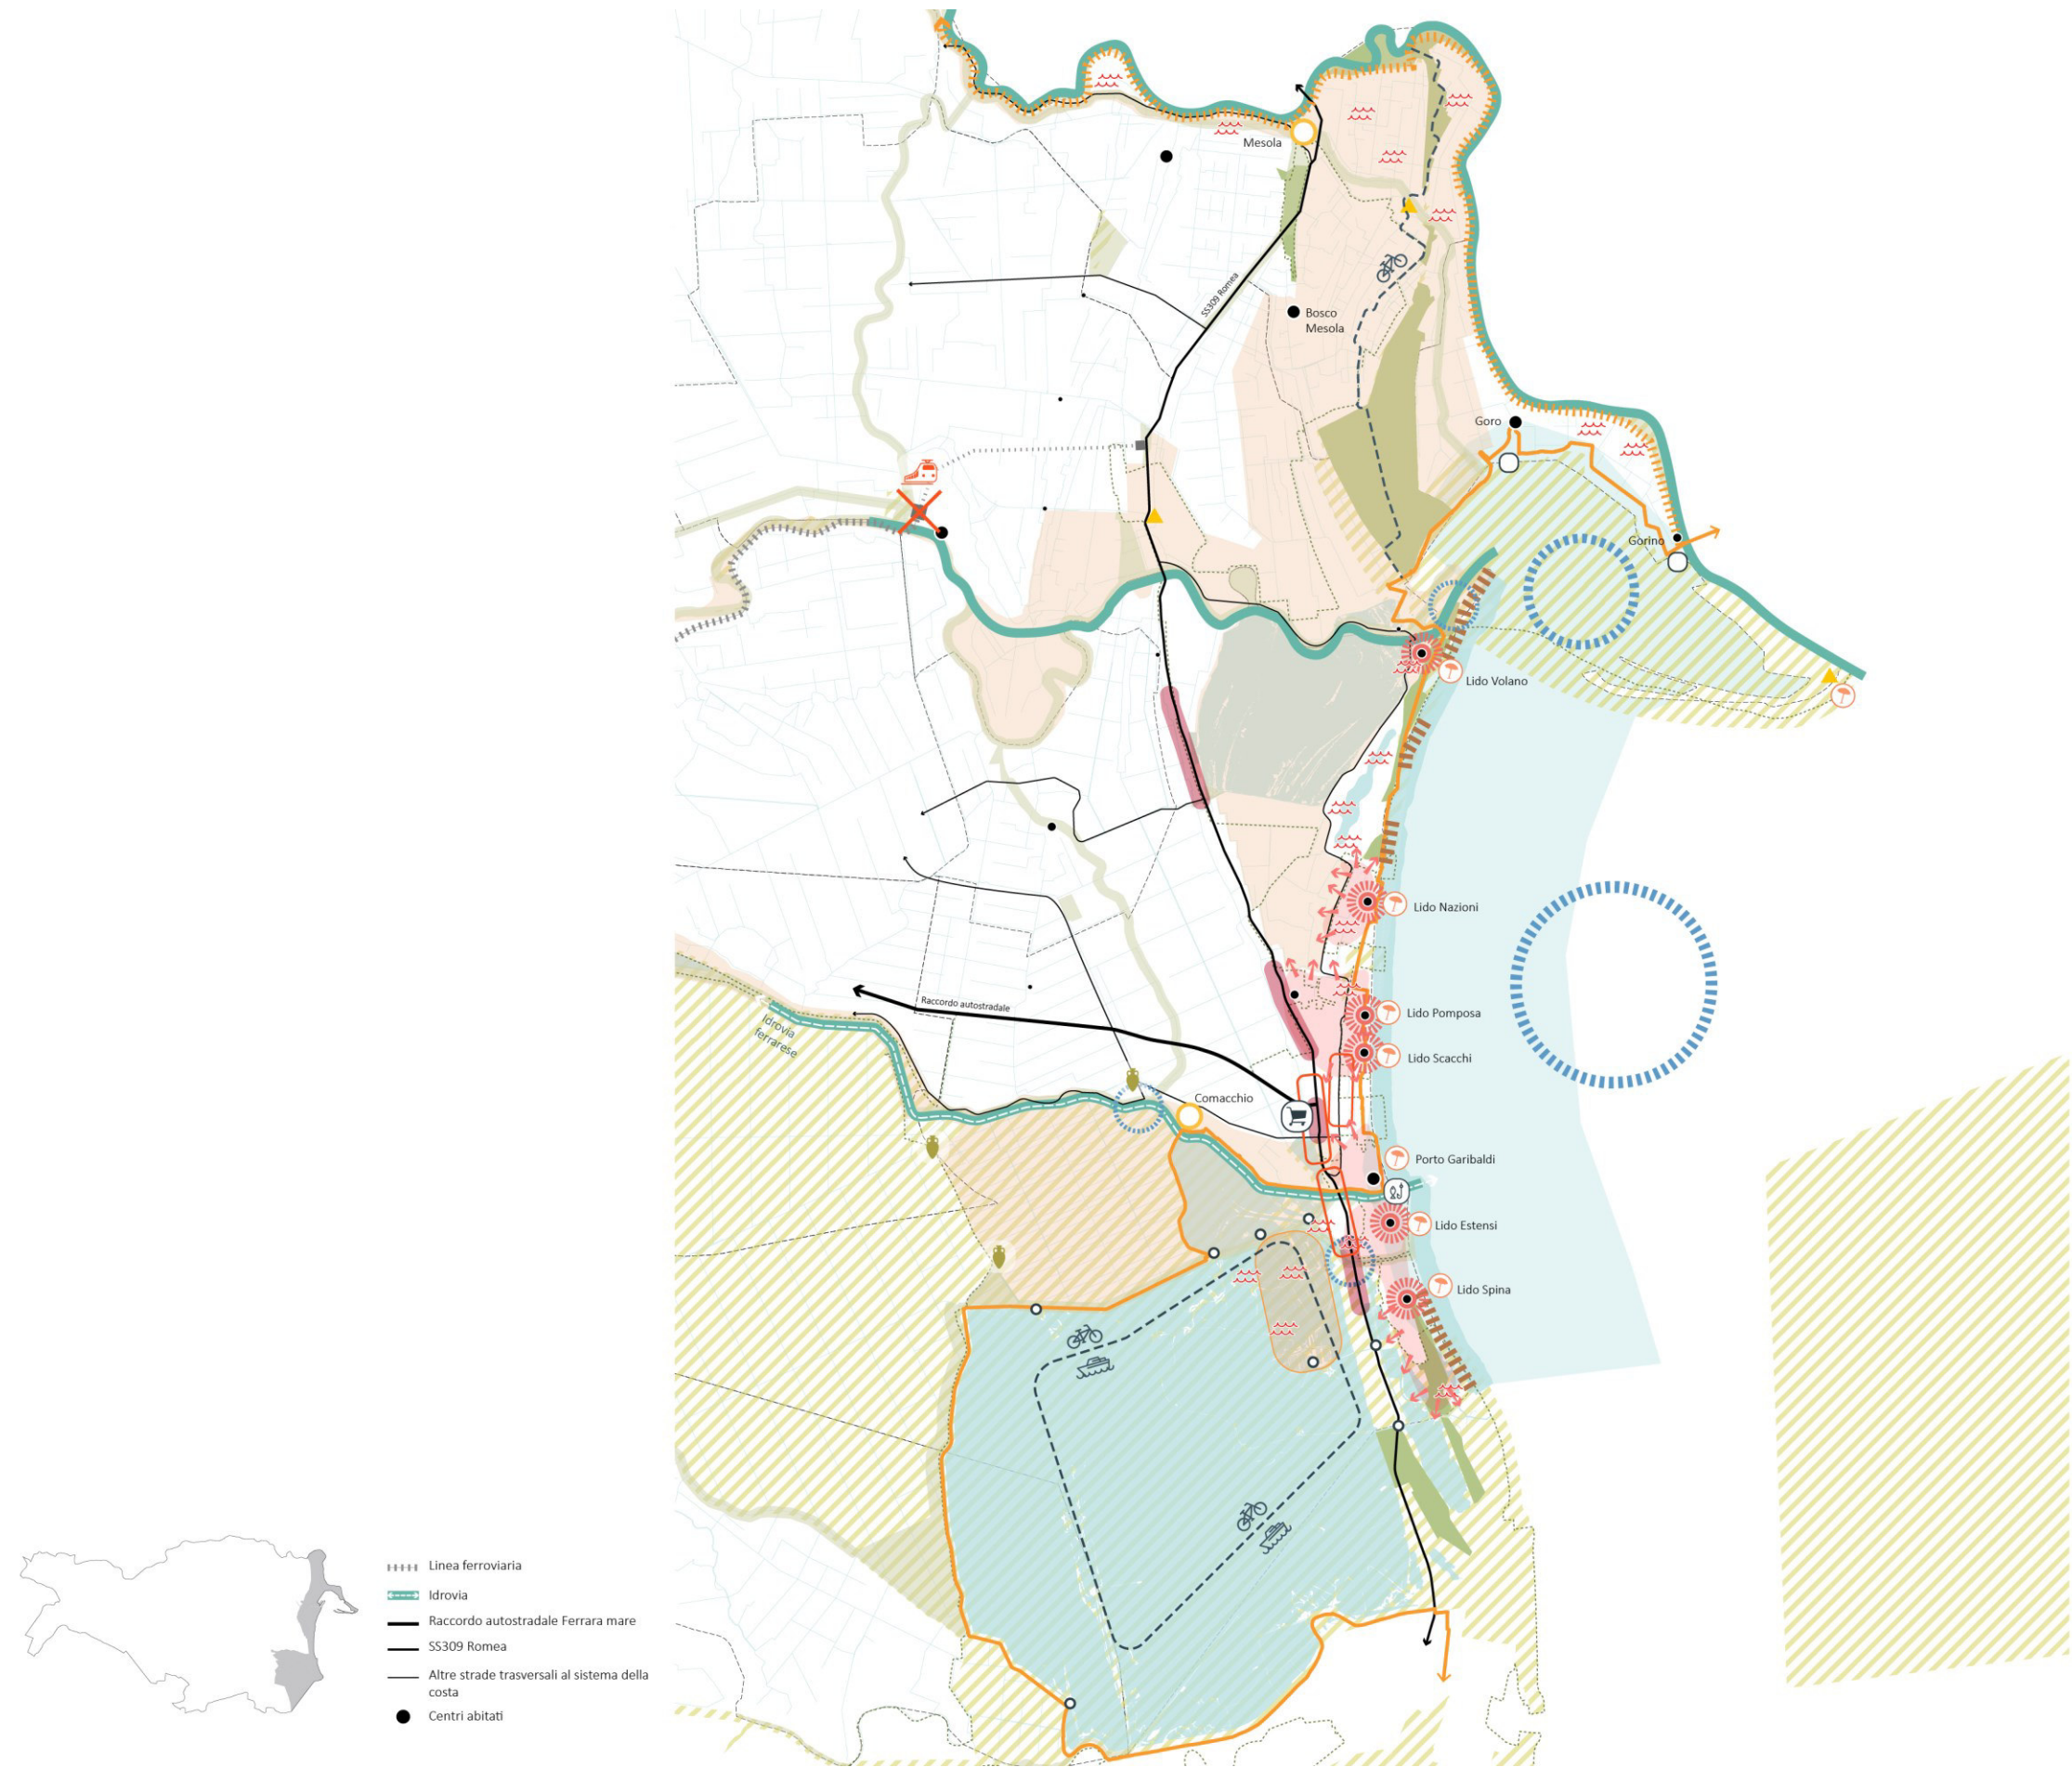 Mesola
SS309 Romea
Bosco
Mesola
Goro
Gorino
Lido Volano
Lido Nazioni
Raccordo autostradale
Lido Pomposa
Idrovia
ferrarese
Lido Scacchi
Comacchio
Porto Garibaldi
Lido Estensi
Lido Spina
Linea ferroviaria
Idrovia
Raccordo autostradale Ferrara mare
SS309 Romea
Altre strade trasversali al sistema della
costa
Centri abitati